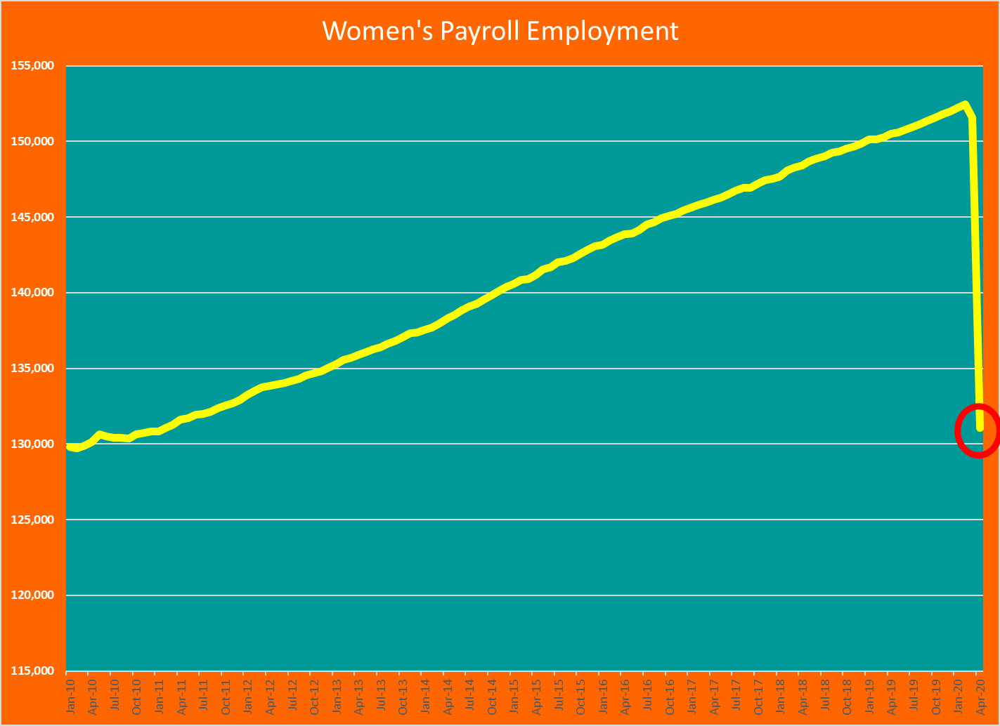 Women's Payroll Employment
155,000
150,000
145,000
140,000
135,000
130,000
125,000
120,000
115,000
Jan-10
Apr-10
Jul-10
Oct-10
Jan-11
Apr-11
Jul-11
Oct-11
Jan-12
Apr-12
Jul-12
Oct-12
Jan-13
Apr-13
Jul-13
Oct-13
Jan-14
Apr-14
Jul-14
Oct-14
Jan-15
Apr-15
Jul-15
Oct-15
Jan-16
Apr-16
Jul-16
Oct-16
Jan-17
Apr-17
Jul-17
Oct-17
Jan-18
Apr-18
Jul-18
Oct-18
Jan-19
Apr-19
Jul-19
Oct-19
Jan-20
Apr-20